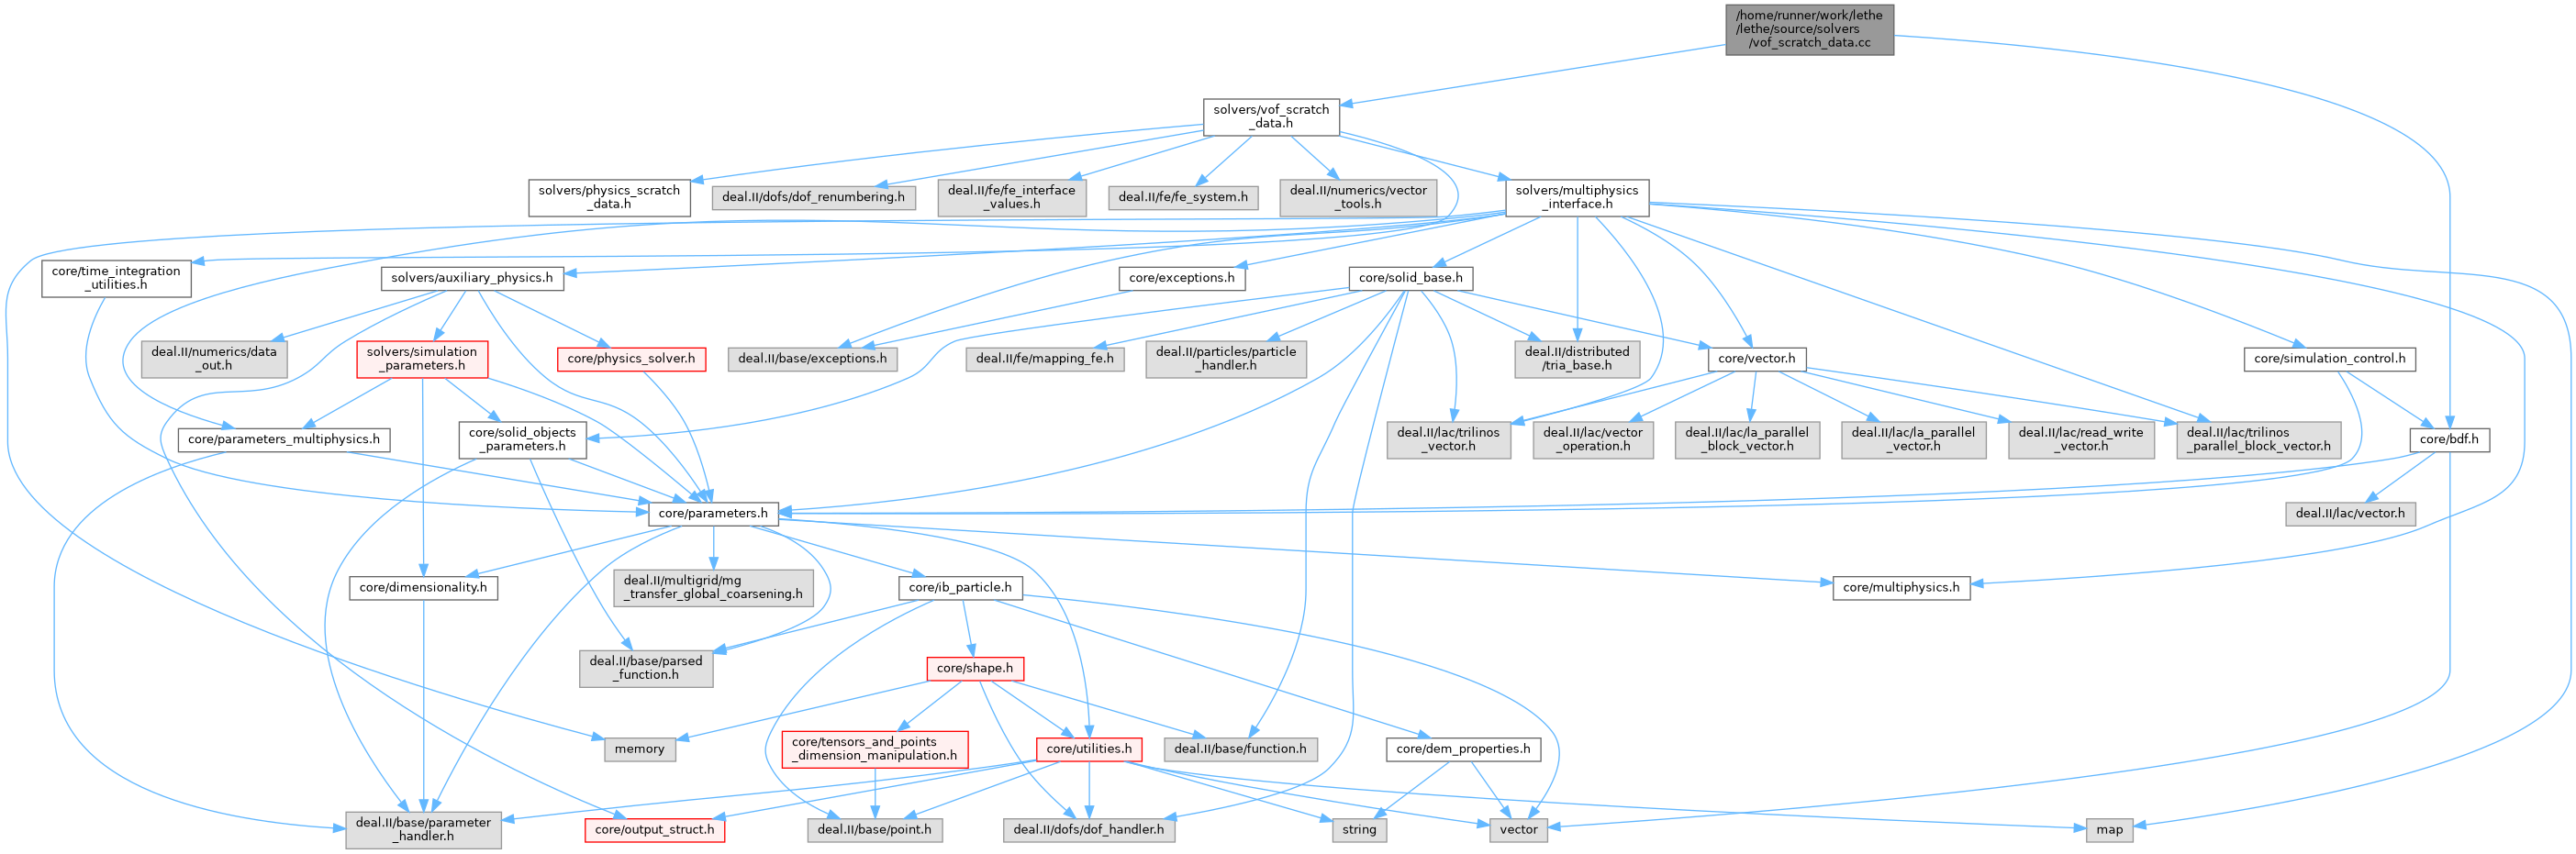 /home/runner/work/lethe
/lethe/source/solvers
/vof_scratch_data.cc
solvers/vof_scratch
_data.h
solvers/physics_scratch
_data.h
deal.II/dofs/dof_renumbering.h
deal.II/fe/fe_interface
_values.h
deal.II/fe/fe_system.h
deal.II/numerics/vector
_tools.h
solvers/multiphysics
_interface.h
core/time_integration
_utilities.h
solvers/auxiliary_physics.h
core/exceptions.h
core/solid_base.h
deal.II/numerics/data
_out.h
solvers/simulation
_parameters.h
core/physics_solver.h
deal.II/base/exceptions.h
deal.II/fe/mapping_fe.h
deal.II/particles/particle
_handler.h
deal.II/distributed
/tria_base.h
core/vector.h
core/simulation_control.h
core/parameters_multiphysics.h
core/solid_objects
_parameters.h
deal.II/lac/trilinos
_vector.h
deal.II/lac/vector
_operation.h
deal.II/lac/la_parallel
_block_vector.h
deal.II/lac/la_parallel
_vector.h
deal.II/lac/read_write
_vector.h
deal.II/lac/trilinos
_parallel_block_vector.h
core/bdf.h
core/parameters.h
deal.II/lac/vector.h
core/dimensionality.h
deal.II/multigrid/mg
_transfer_global_coarsening.h
core/ib_particle.h
core/multiphysics.h
deal.II/base/parsed
_function.h
core/shape.h
memory
core/tensors_and_points
_dimension_manipulation.h
core/utilities.h
deal.II/base/function.h
core/dem_properties.h
deal.II/base/parameter
_handler.h
core/output_struct.h
deal.II/base/point.h
deal.II/dofs/dof_handler.h
string
vector
map